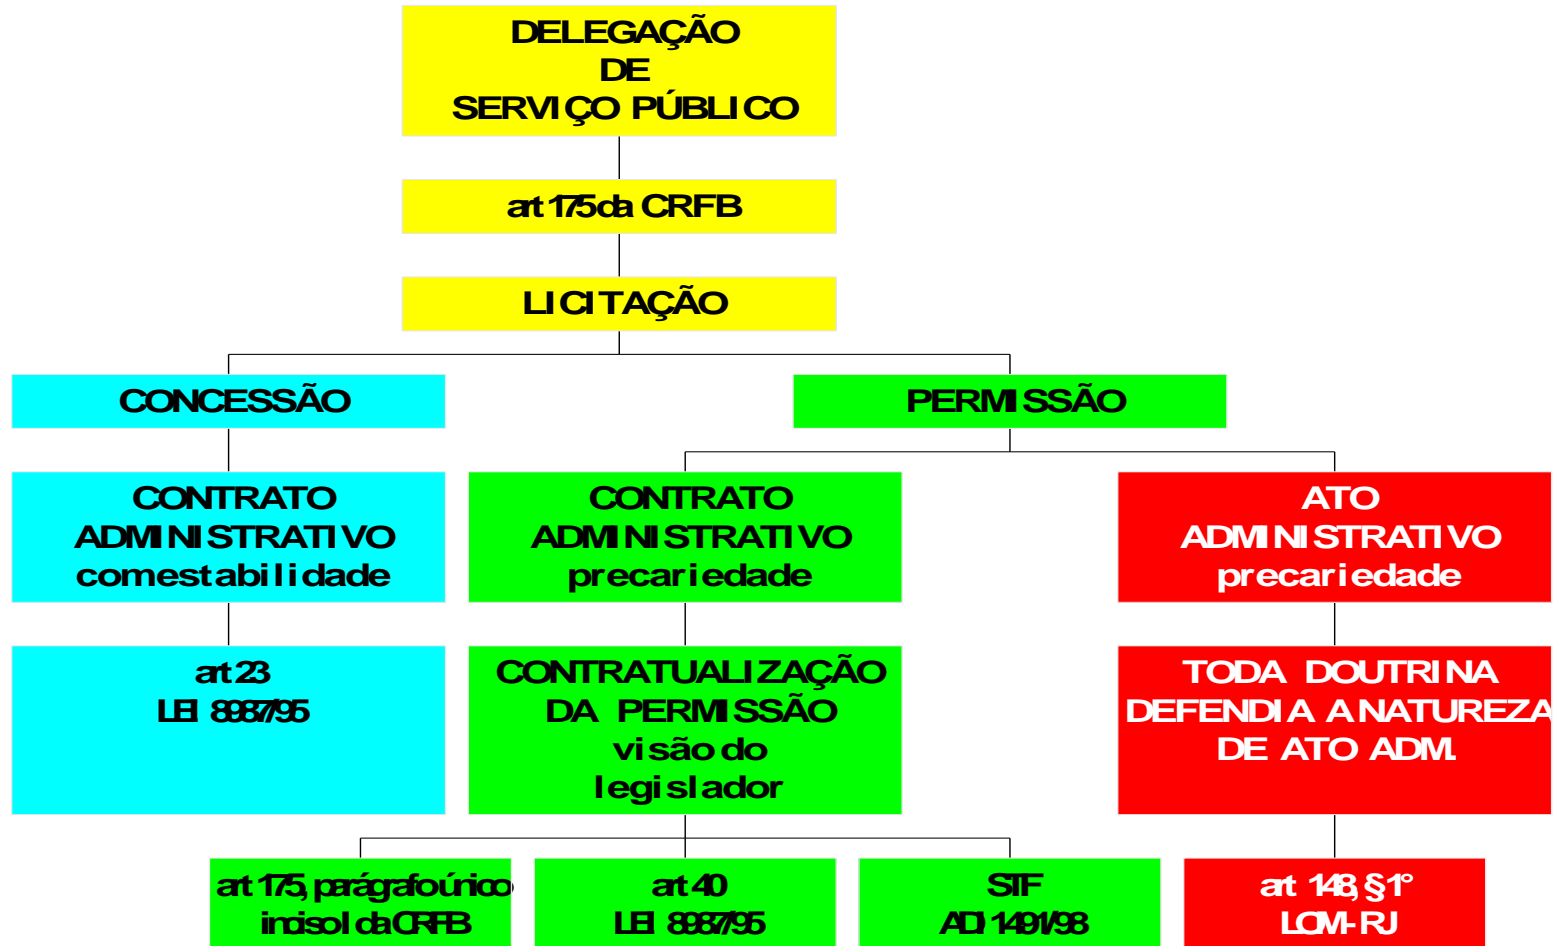 DELEGAÇÃO
DE
SERVIÇO PÚBLICO
art 175 da CRFB
LICITAÇÃO
CONCESSÃO
PERMISSÃO
CONTRATO
ADMINISTRATIVO
com estabilidade
CONTRATO
ADMINISTRATIVO
precariedade
ATO
ADMINISTRATIVO
precariedade
art 23
LEI 8987/95
CONTRATUALIZAÇÃO
DA PERMISSÃO
visão do
legislador
TODA DOUTRINA
DEFENDIA A NATUREZA
DE ATO ADM.
art 175, parágrafo único
inciso I da CRFB
art 40
LEI 8987/95
STF
ADI 1491/98
art 148, §1°
LOM-RJ